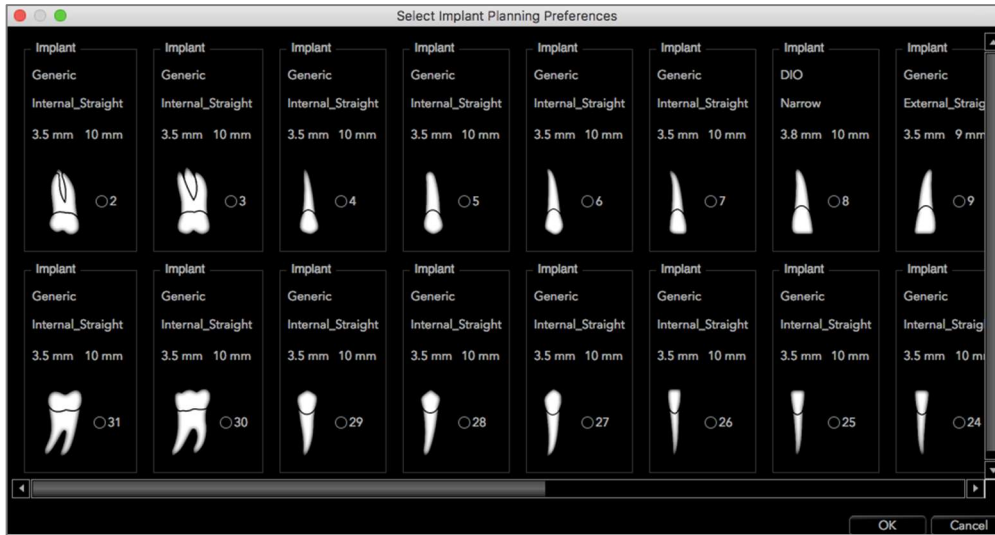 Select Implant Planning Preferences
Implant
Generic
Internal_Straight
3.5 mm 10 mm
2
Implant
Generic
Internal_Straight
3.5 mm 10 mm
3
Implant
Generic
Internal_Straight
3.5 mm 10 mm
4
Implant
Generic
Internal_Straight
3.5 mm 10 mm
5
Implant
Generic
Internal_Straight
3.5 mm 10 mm
6
Implant
Generic
Internal_Straight
3.5 mm 10 mm
7
Implant
DIO
Narrow
3.8 mm 10 mm
8
Implant
Generic
External_Straig
3.5 mm 9 mm
9
Implant
Generic
Internal_Straight
3.5 mm 10 mm
31
Implant
Generic
Internal_Straight
3.5 mm 10 mm
30
Implant
Generic
Internal_Straight
3.5 mm 10 mm
29
Implant
Generic
Internal_Straight
3.5 mm 10 mm
28
Implant
Generic
Internal_Straight
3.5 mm 10 mm
27
Implant
Generic
Internal_Straight
3.5 mm 10 mm
26
Implant
Generic
Internal_Straight
3.5 mm 10 mm
25
Implant
Generic
Internal_Straig
3.5 mm 10 m
24
OK
Cancel